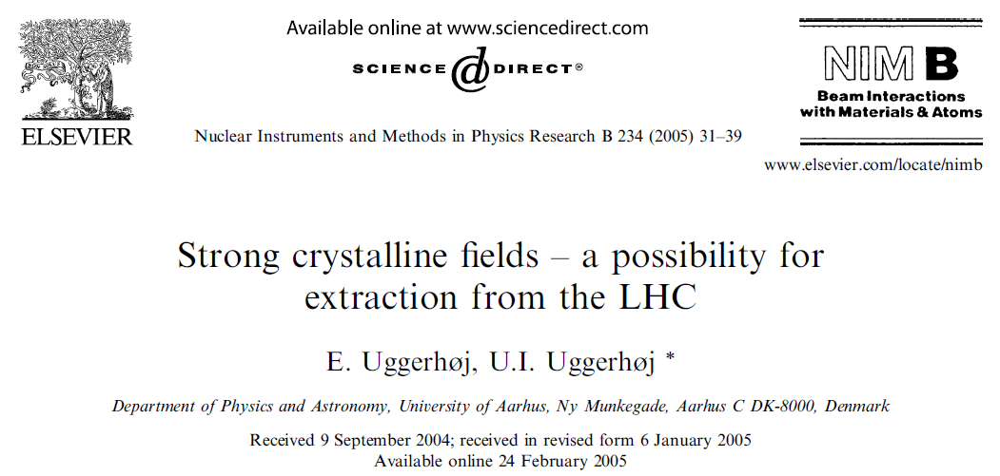 Available online at www.sciencedirect.com
SCIENCE @ DIRECT®
ELSEVIER
NIM B
Beam Interactions
with Materials & Atoms
Nuclear Instruments and Methods in Physics Research B 234 (2005) 31–39
www.elsevier.com/locate/nimb
Strong crystalline fields – a possibility for
extraction from the LHC
E. Uggerhøj, U.I. Uggerhøj *
Department of Physics and Astronomy, University of Aarhus, Ny Munkegade, Aarhus C DK-8000, Denmark
Received 9 September 2004; received in revised form 6 January 2005
Available online 24 February 2005